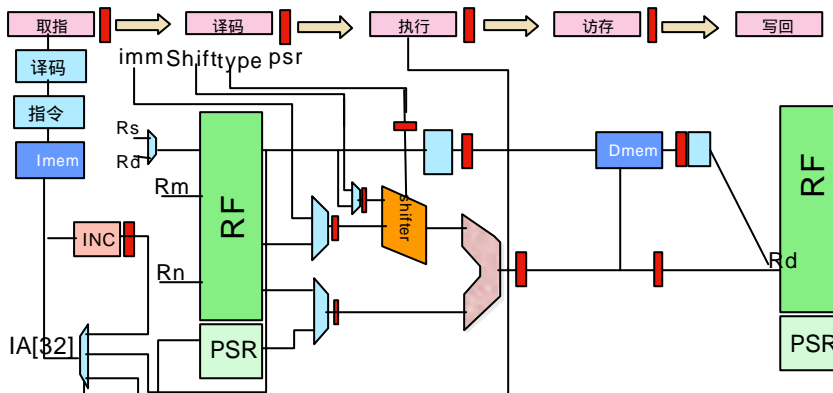 取指 译码 执行 访存 写回
imm Shift type psr
译码
指令
Imem
Rs
Rd
Rm
Rn
RF
INC
shifter
Dmem
RF
Rd
IA[32]
PSR
PSR